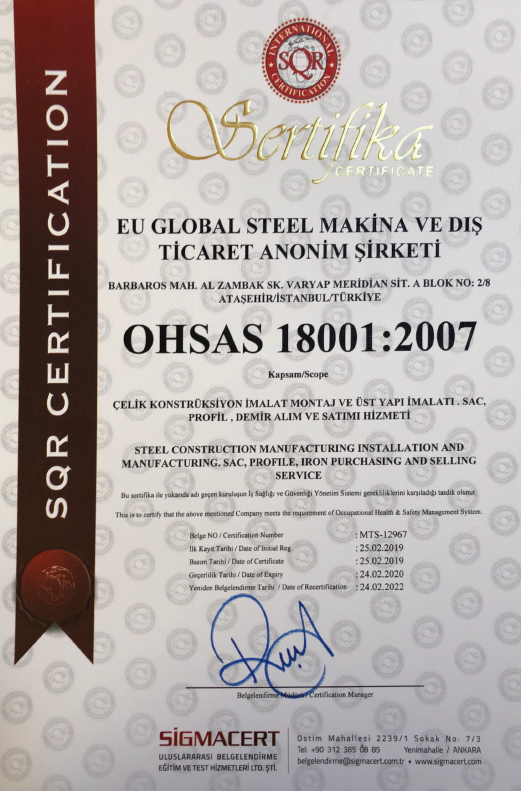 INTERNATIONAL
SQR
CERTIFICATION
Sertifika
CERTIFICATE
SQR CERTIFICATION
EU GLOBAL STEEL MAKİNA VE DIŞ
TİCARET ANONİM ŞİRKETİ
BARBAROS MAH. AL ZAMBAK SK. VARYAP MERİDİAN SİT. A BLOK NO: 2/8
ATAŞEHİR/İSTANBUL/TÜRKİYE
OHSAS 18001:2007
Kapsam/Scope
ÇELİK KONSTRÜKSİYON İMALAT MONTAJ VE ÜST YAPI İMALATI . SAC,
PROFİL , DEMİR ALIM VE SATIMI HİZMETİ
STEEL CONSTRUCTION MANUFACTURING INSTALLATION AND
MANUFACTURING. SAC, PROFILE, IRON PURCHASING AND SELLING
SERVICE
Bu sertifika ile yukarıda adı geçen kuruluşun İş Sağlığı ve Güvenliği Yönetim Sistemi gerekliliklerini karşıladığı tasdik olunur.
This is to certify that the above mentioned Company meets the requirement of Occupational Health & Safety Management System.
Belge NO / Certification Number : MTS-12967
İlk Kayıt Tarihi / Date of Initial Reg. : 25.02.2019
Basım Tarihi / Date of Certificate : 25.02.2019
Geçerlilik Tarihi / Date of Expiry : 24.02.2020
Yeniden Belgelendirme Tarihi / Date of Recertification : 24.02.2022
Belgelendirme Müdürü / Certification Manager
SİGMACERT
ULUSLARARASI BELGELENDİRME
EĞİTİM VE TEST HİZMETLERİ LTD. ŞTİ.
Ostim Mahallesi 2239/1 Sokak No: 7/3
Tel: +90 312 385 08 85 Yenimahalle / ANKARA
belgelendirme@sigmacert.com.tr • www.sigmacert.com